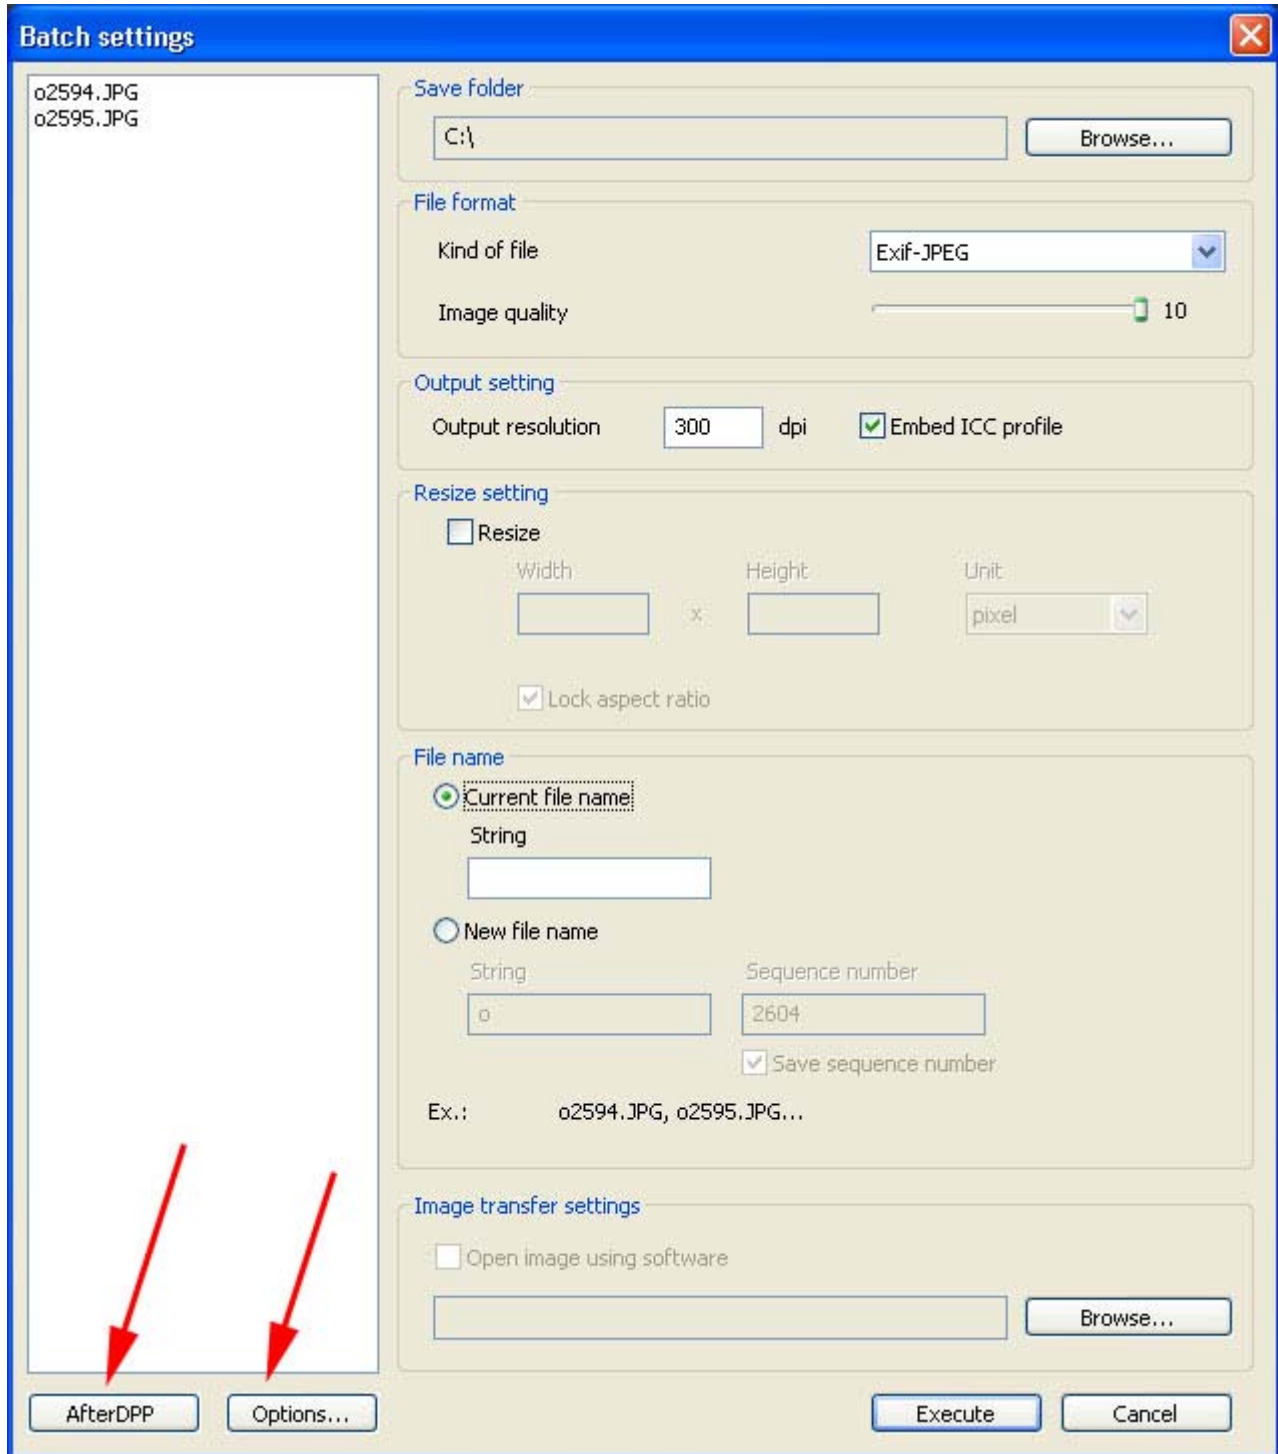 Batch settings
o2594.JPG
o2595.JPG
Save folder
C:\
Browse...
File format
Kind of file
Exif-JPEG
Image quality
10
Output setting
Output resolution
300
dpi
Embed ICC profile
Resize setting
Resize
Width
Height
Unit
x
pixel
Lock aspect ratio
File name
Current file name
String
New file name
String
Sequence number
o
2604
Save sequence number
Ex.:
o2594.JPG, o2595.JPG...
Image transfer settings
Open image using software
Browse...
AfterDPP
Options...
Execute
Cancel